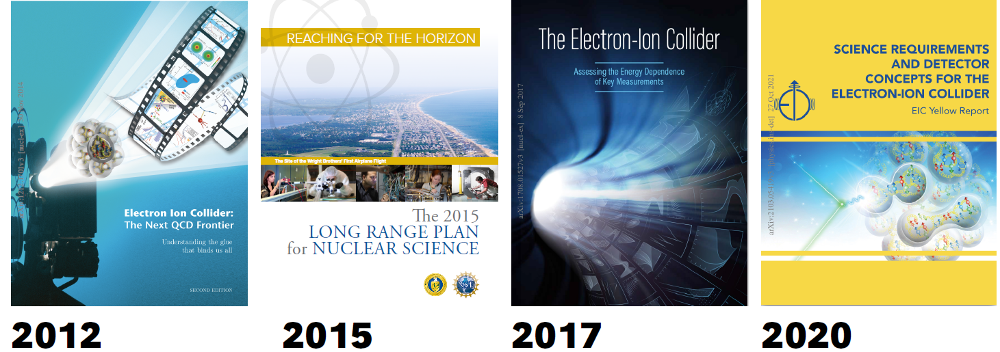 Electron Ion Collider:
The Next QCD Frontier
Understanding the glue
that binds us all
SECOND EDITION
2012
REACHING FOR THE HORIZON
The Site of the Wright Brothers' First Airplane Flight
The 2015
LONG RANGE PLAN
for NUCLEAR SCIENCE
2015
The Electron-Ion Collider
Assessing the Energy Dependence
of Key Measurements
arXiv:1708.01527v3 [nucl-ex] 8 Sep 2017
2017
SCIENCE REQUIREMENTS
AND DETECTOR
CONCEPTS FOR THE
ELECTRON-ION COLLIDER
EIC Yellow Report
27 Oct 2021
2020